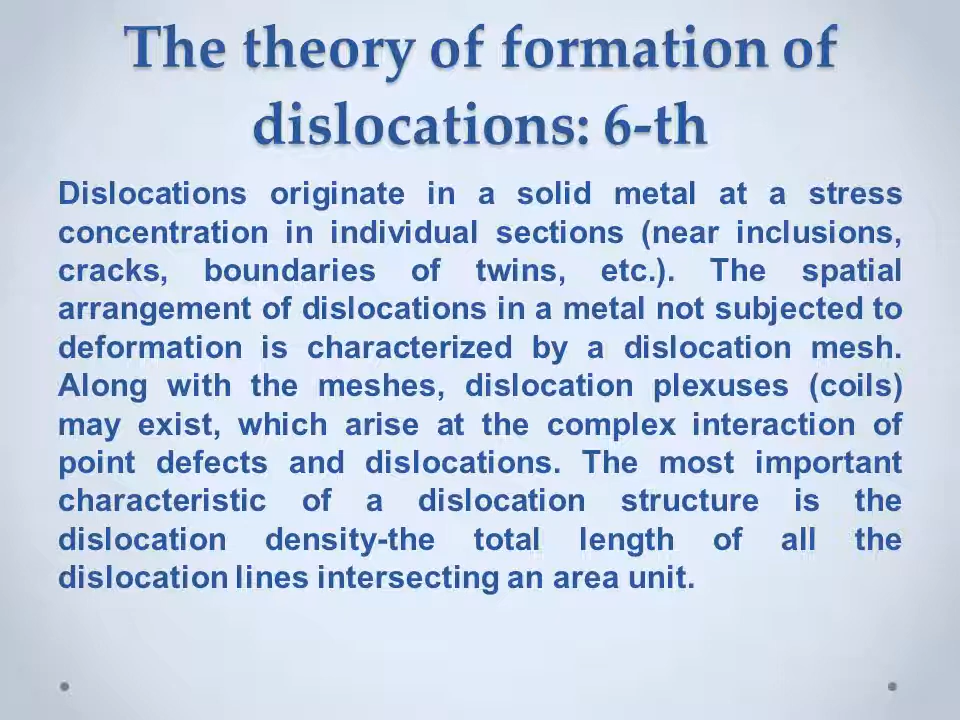 The theory of formation of
dislocations: 6-th
Dislocations originate in a solid metal at a stress
concentration in individual sections (near inclusions,
cracks, boundaries of twins, etc.). The spatial
arrangement of dislocations in a metal not subjected to
deformation is characterized by a dislocation mesh.
Along with the meshes, dislocation plexuses (coils)
may exist, which arise at the complex interaction of
point defects and dislocations. The most important
characteristic of a dislocation structure is the
dislocation density-the total length of all the
dislocation lines intersecting an area unit.